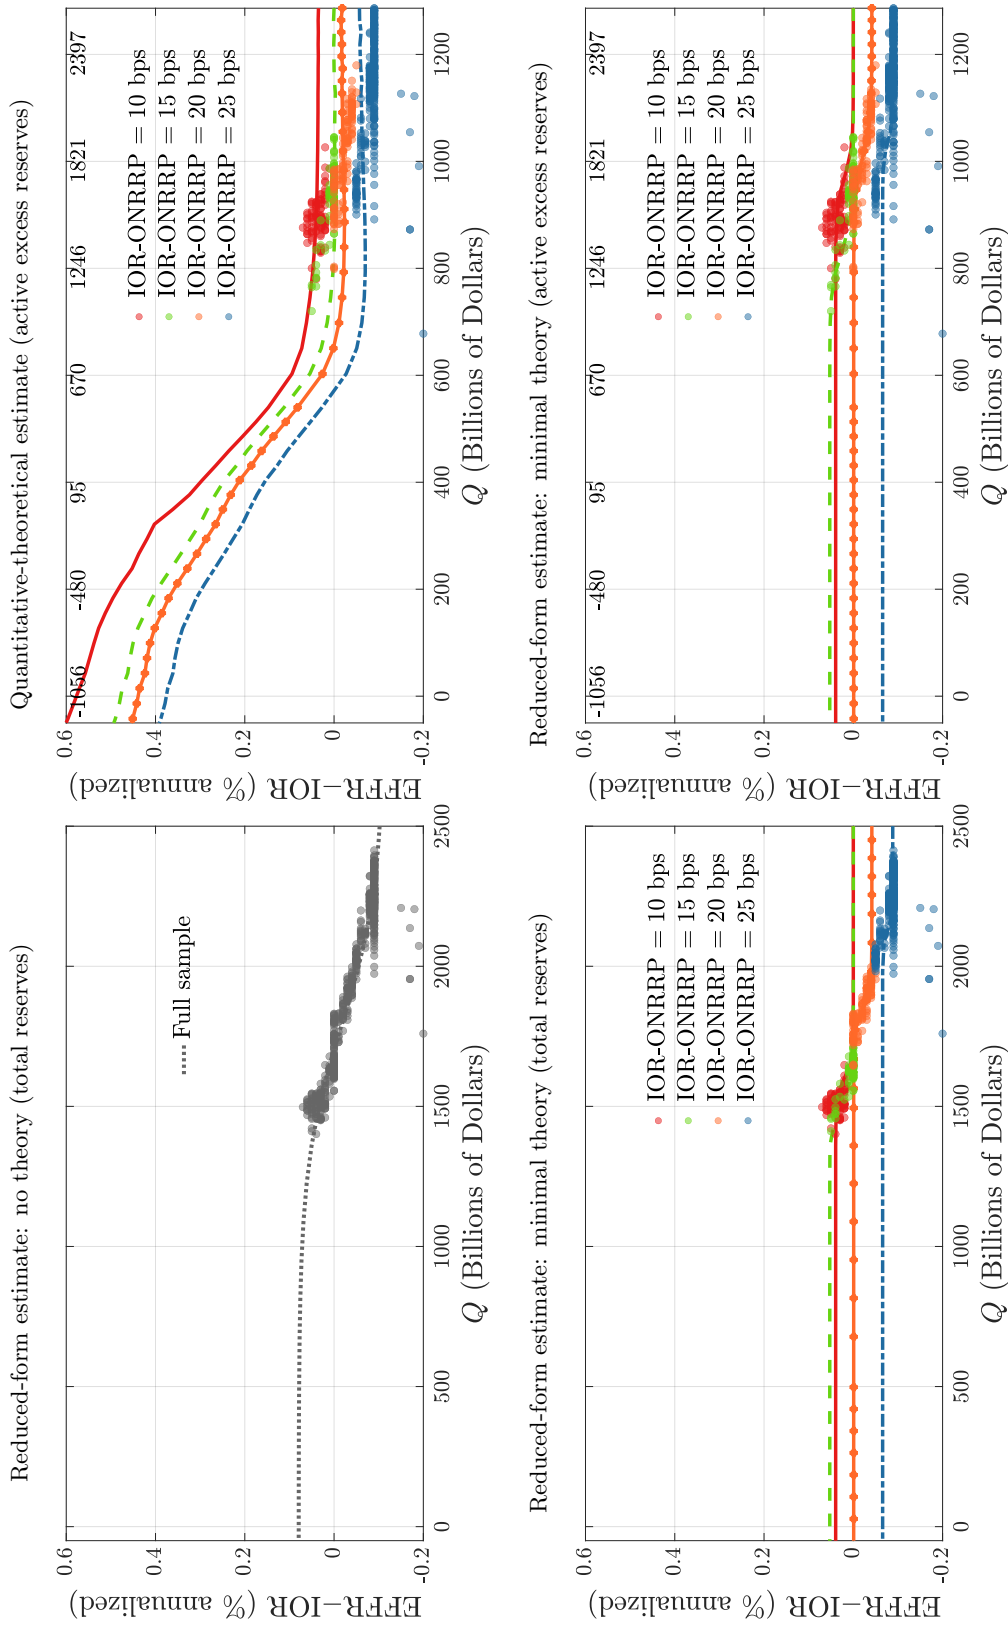 Reduced-form estimate: no theory (total reserves)
EFFR−IOR (% annualized)
0.6
0.4
0.2
0
-0.2
Full sample
0 500 1000 1500 2000 2500
Q (Billions of Dollars)
Quantitative-theoretical estimate (active excess reserves)
EFFR−IOR (% annualized)
0.6
0.4
0.2
0
-0.2
-1056 -480 95 670 1246 1821 2397
IOR-ONRRP = 10 bps
IOR-ONRRP = 15 bps
IOR-ONRRP = 20 bps
IOR-ONRRP = 25 bps
0 200 400 600 800 1000 1200
Q (Billions of Dollars)
Reduced-form estimate: minimal theory (total reserves)
EFFR−IOR (% annualized)
0.6
0.4
0.2
0
-0.2
IOR-ONRRP = 10 bps
IOR-ONRRP = 15 bps
IOR-ONRRP = 20 bps
IOR-ONRRP = 25 bps
0 500 1000 1500 2000 2500
Q (Billions of Dollars)
Reduced-form estimate: minimal theory (active excess reserves)
EFFR−IOR (% annualized)
0.6
0.4
0.2
0
-0.2
-1056 -480 95 670 1246 1821 2397
IOR-ONRRP = 10 bps
IOR-ONRRP = 15 bps
IOR-ONRRP = 20 bps
IOR-ONRRP = 25 bps
0 200 400 600 800 1000 1200
Q (Billions of Dollars)